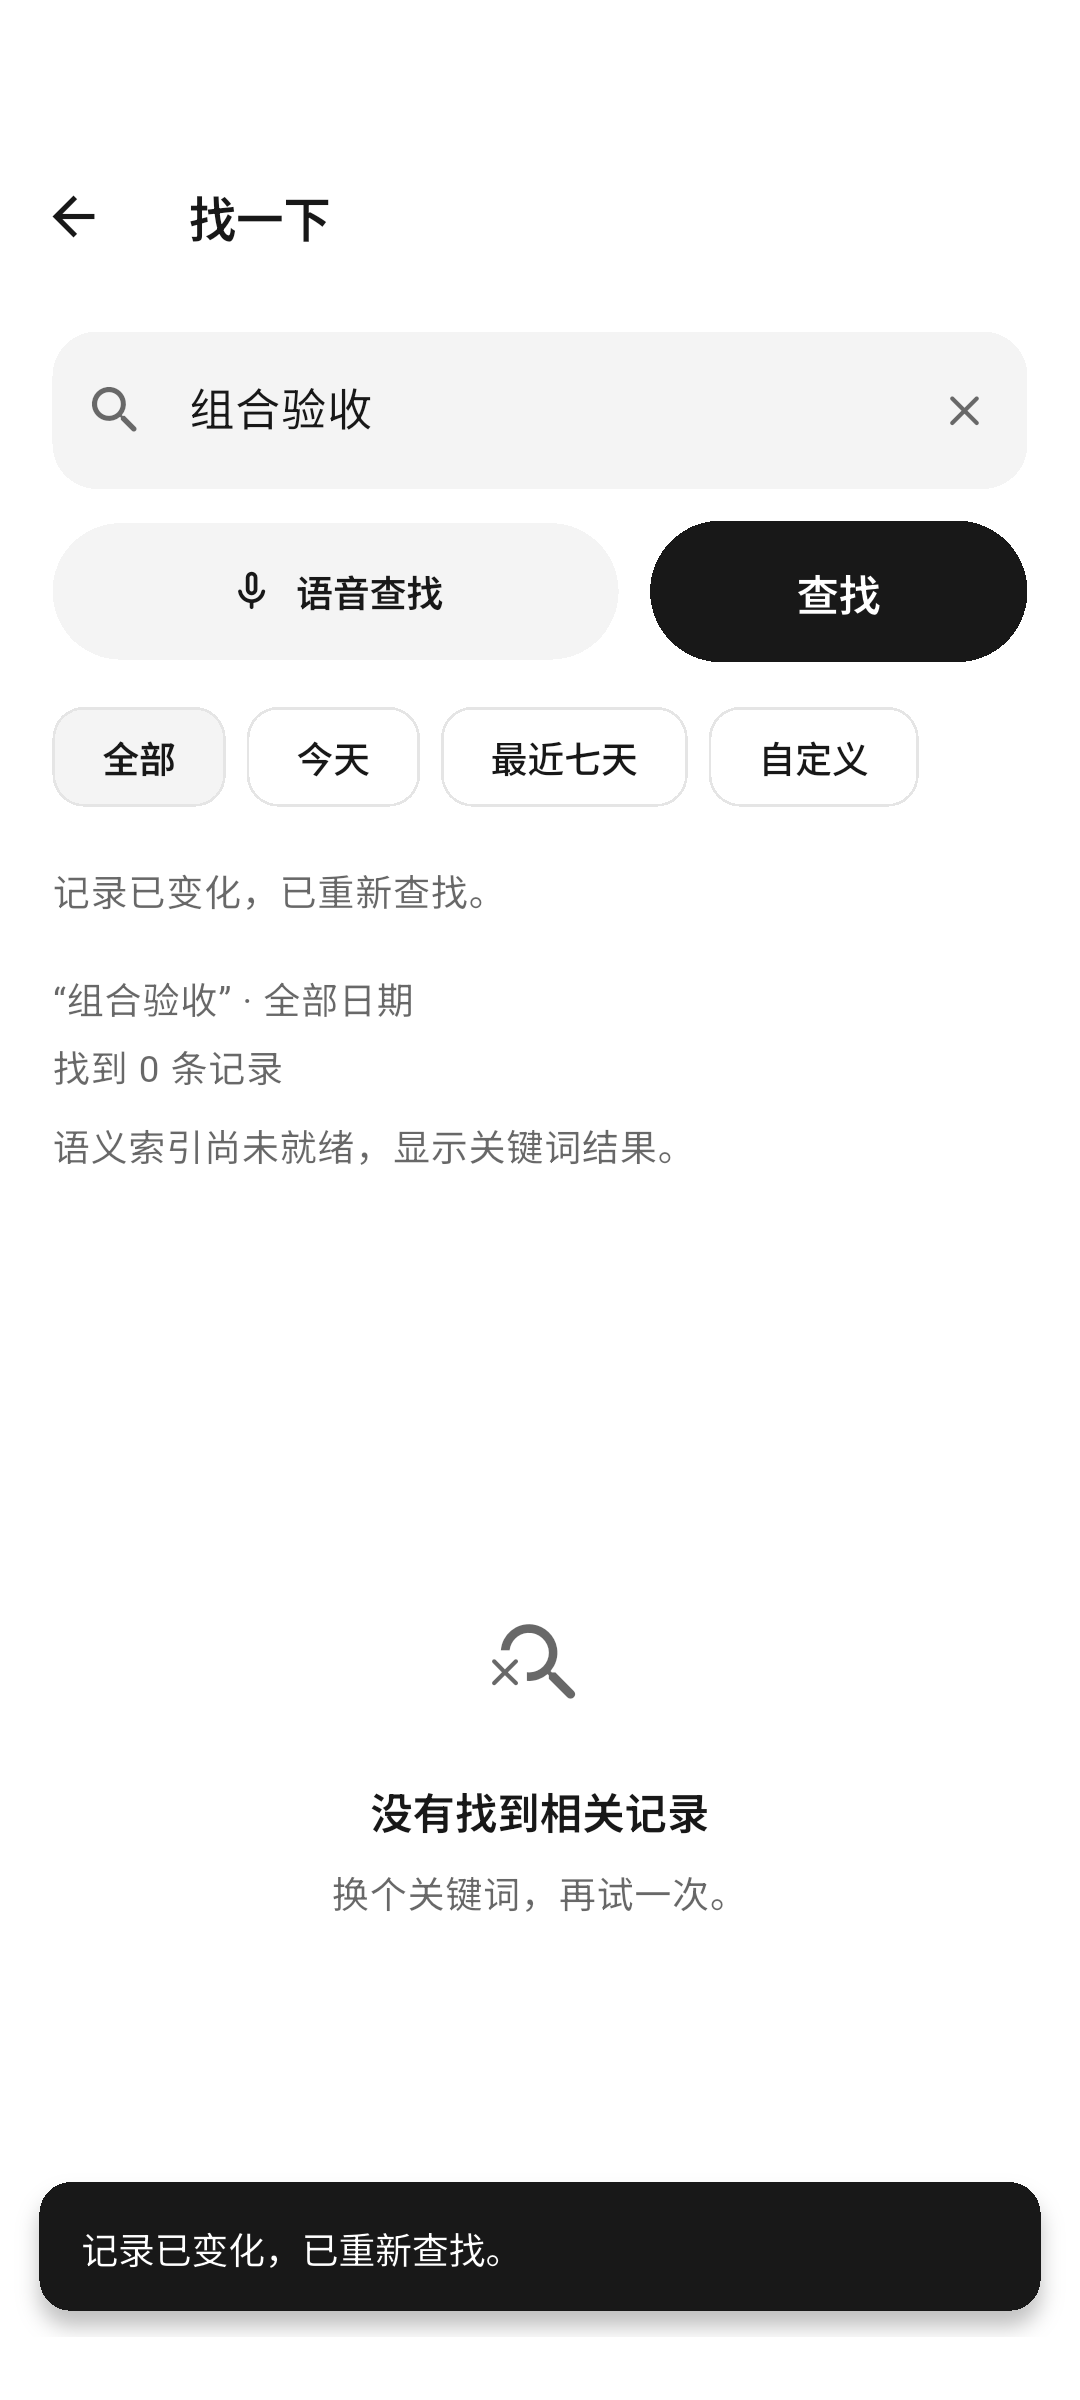 找一下
组合验收
语音查找
查找
全部
今天
最近七天
自定义
记录已变化，已重新查找。
“组合验收” · 全部日期
找到 0 条记录
语义索引尚未就绪，显示关键词结果。
没有找到相关记录
换个关键词，再试一次。
记录已变化，已重新查找。